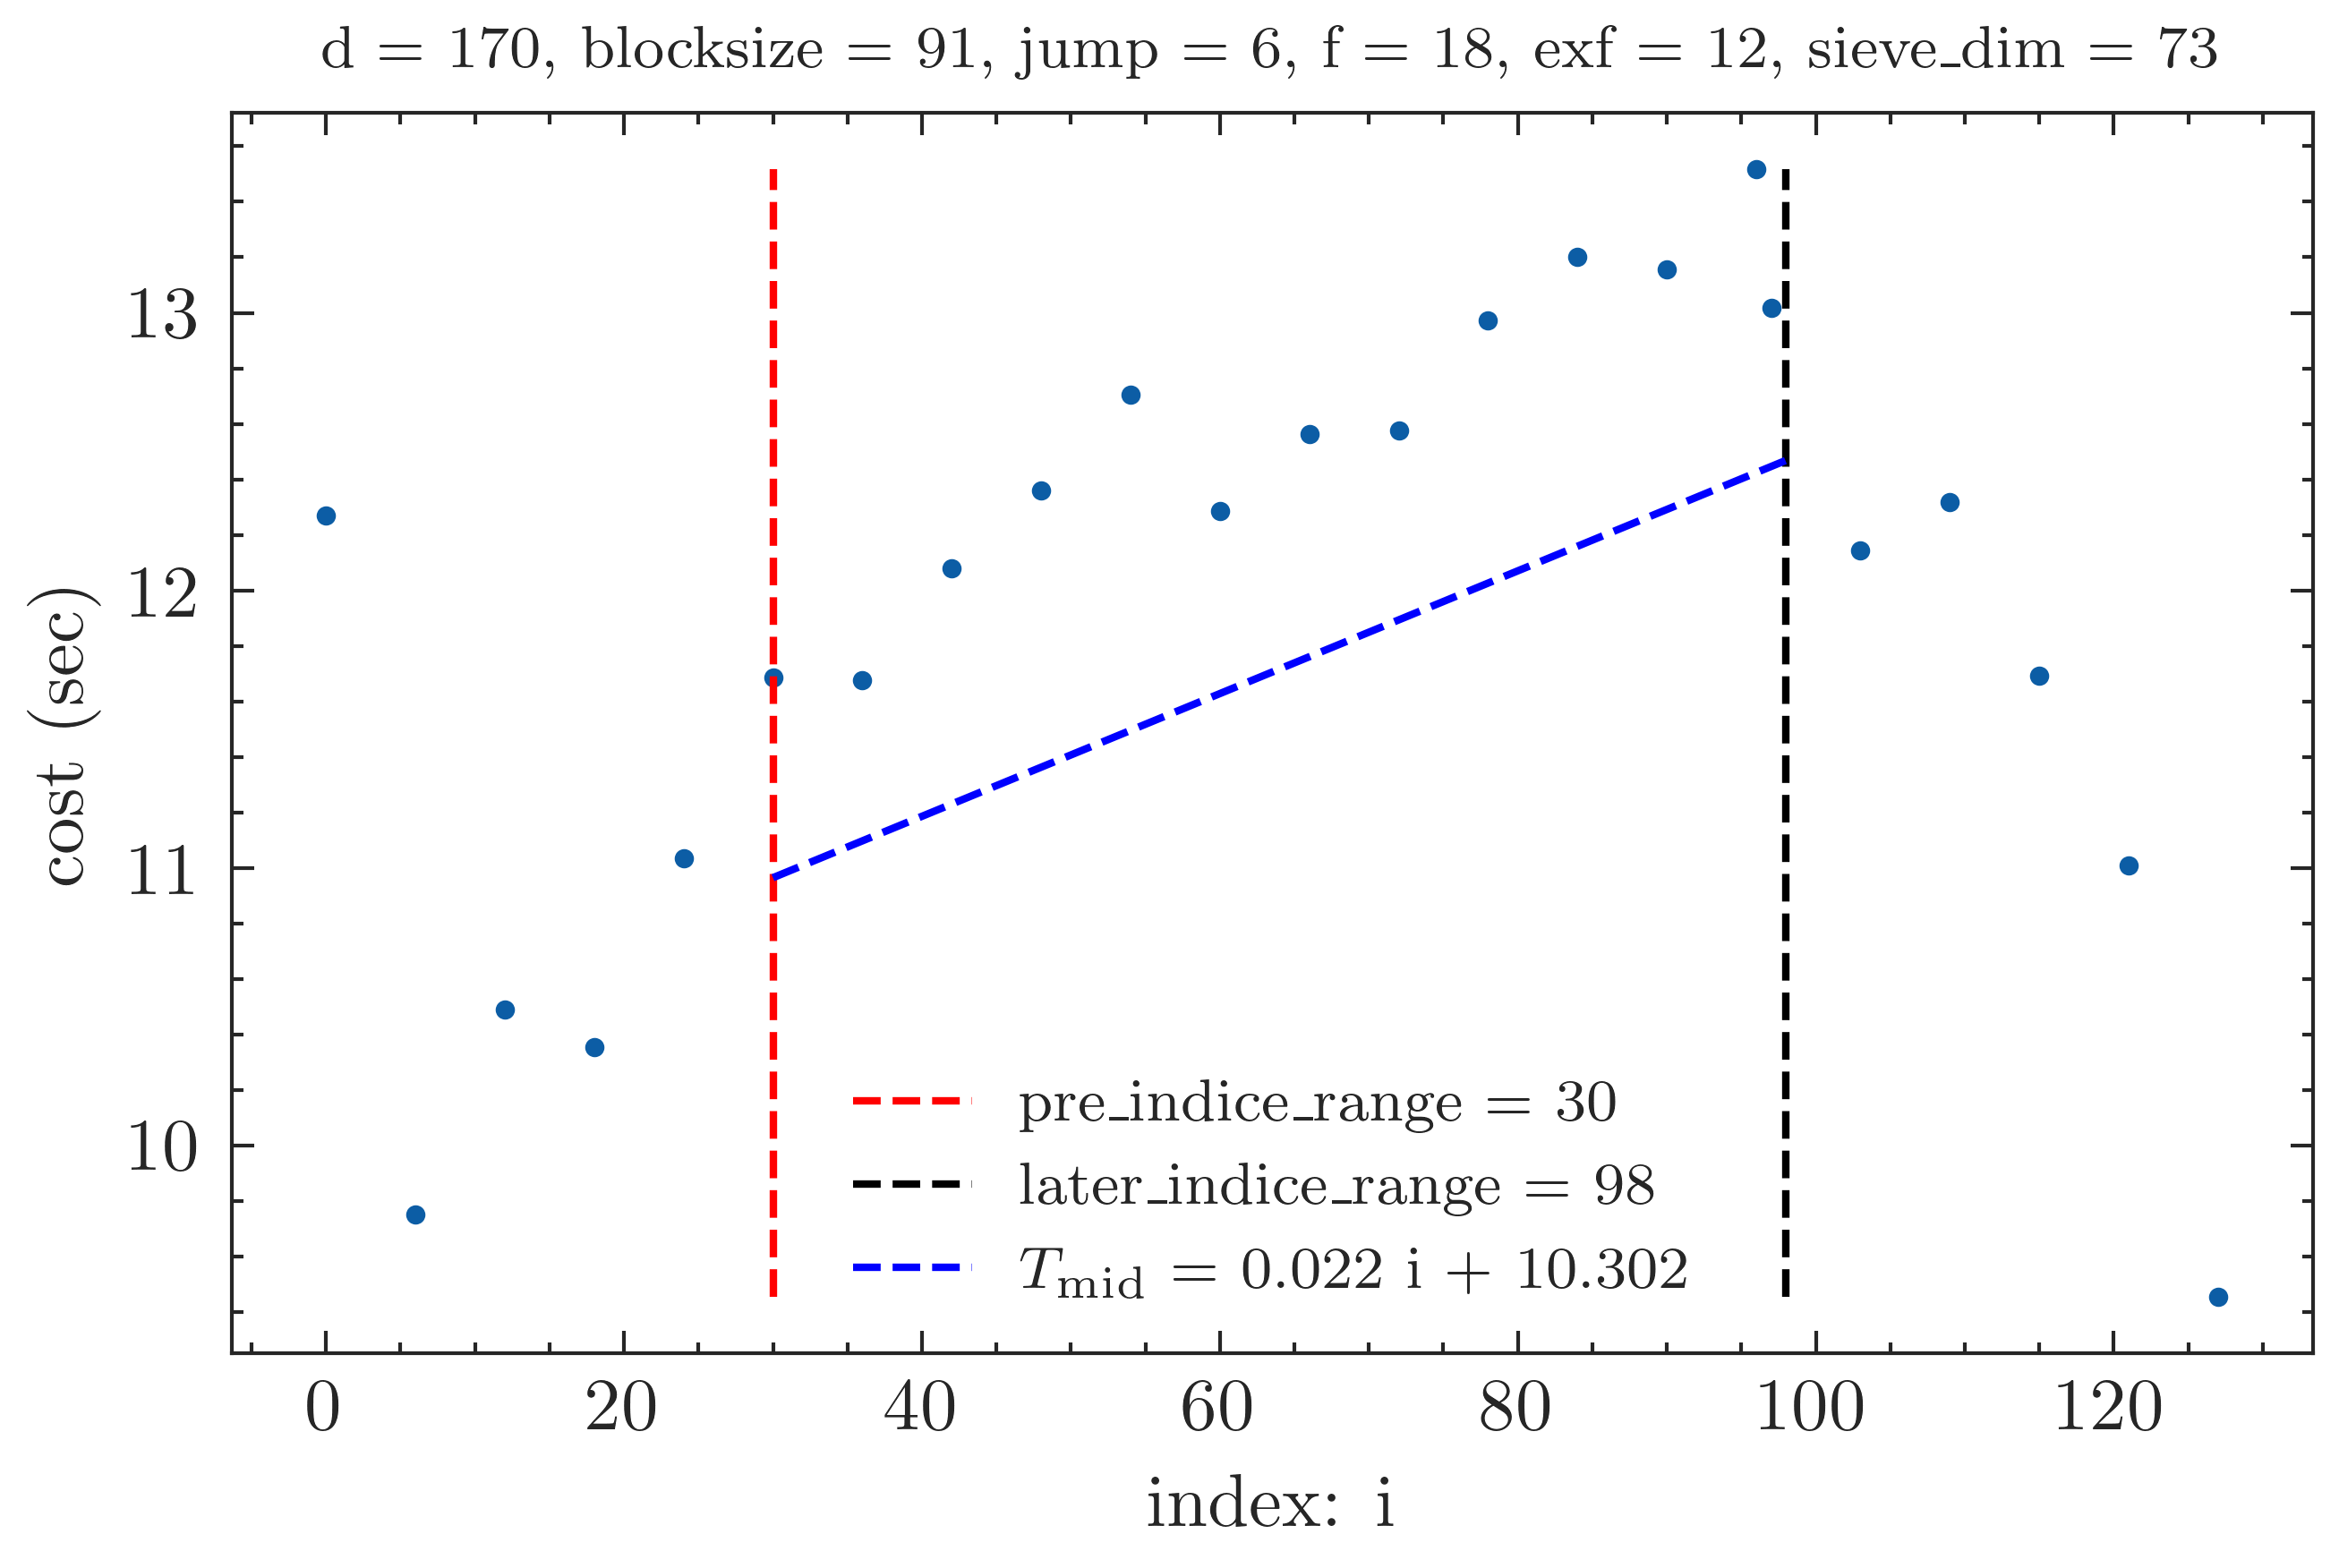 d = 170, blocksize = 91, jump = 6, f = 18, exf = 12, sieve_dim = 73
cost (sec)
13
12
11
10
pre_indice_range = 30
later_indice_range = 98
T_mid = 0.022 i + 10.302
0 20 40 60 80 100 120
index: i